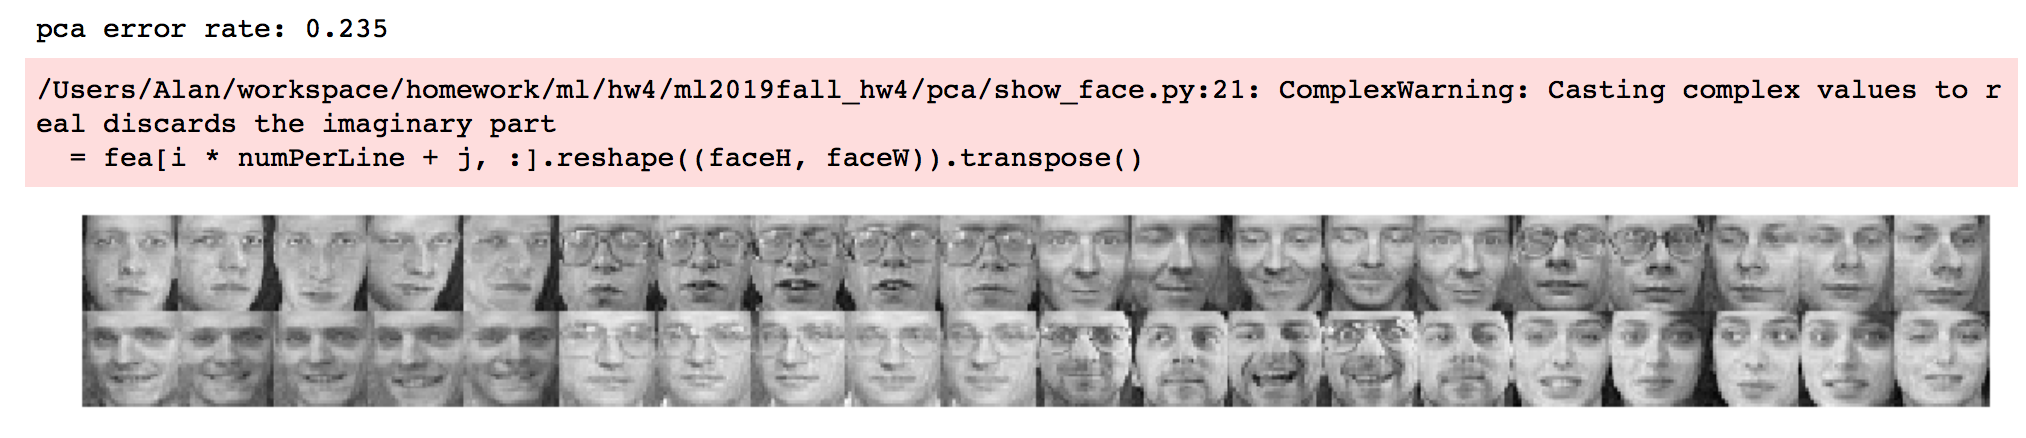 pca error rate: 0.235
/Users/Alan/workspace/homework/ml/hw4/ml2019fall_hw4/pca/show_face.py:21: ComplexWarning: Casting complex values to r
eal discards the imaginary part
  = fea[i * numPerLine + j, :].reshape((faceH, faceW)).transpose()